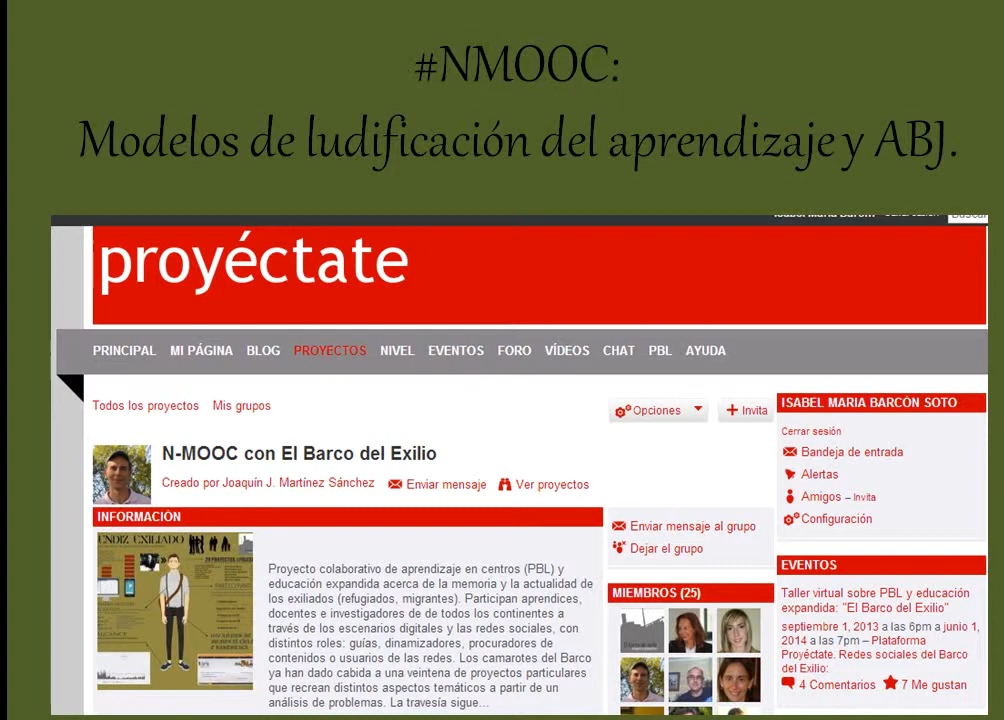 #NMOOC:
Modelos de ludificación del aprendizaje y ABJ.
proyéctate
PRINCIPAL MI PÁGINA BLOG PROYECTOS NIVEL EVENTOS FORO VÍDEOS CHAT PBL AYUDA
Todos los proyectos Mis grupos
Opciones
Invita
N-MOOC con El Barco del Exilio
Creado por Joaquín J. Martínez Sánchez Enviar mensaje Ver proyectos
INFORMACIÓN
ENDIZ EXILIADO
Proyecto colaborativo de aprendizaje en centros (PBL) y
educación expandida acerca de la memoria y la actualidad de
los exiliados (refugiados, migrantes). Participan aprendices,
docentes e investigadores de de todos los continentes a
través de los escenarios digitales y las redes sociales, con
distintos roles: guías, dinamizadores, procuradores de
contenidos o usuarios de las redes. Los camarotes del Barco
ya han dado cabida a una veintena de proyectos particulares
que recrean distintos aspectos temáticos a partir de un
análisis de problemas. La travesía sigue...
Enviar mensaje al grupo
Dejar el grupo
MIEMBROS (25)
ISABEL MARIA BARCÓN SOTO
Cerrar sesión
Bandeja de entrada
Alertas
Amigos – Invita
Configuración
EVENTOS
Taller virtual sobre PBL y educación
expandida: "El Barco del Exilio"
septiembre 1, 2013 a las 6pm a junio 1,
2014 a las 7pm – Plataforma
Proyéctate. Redes sociales del Barco
del Exilio:
4 Comentarios 7 Me gustan